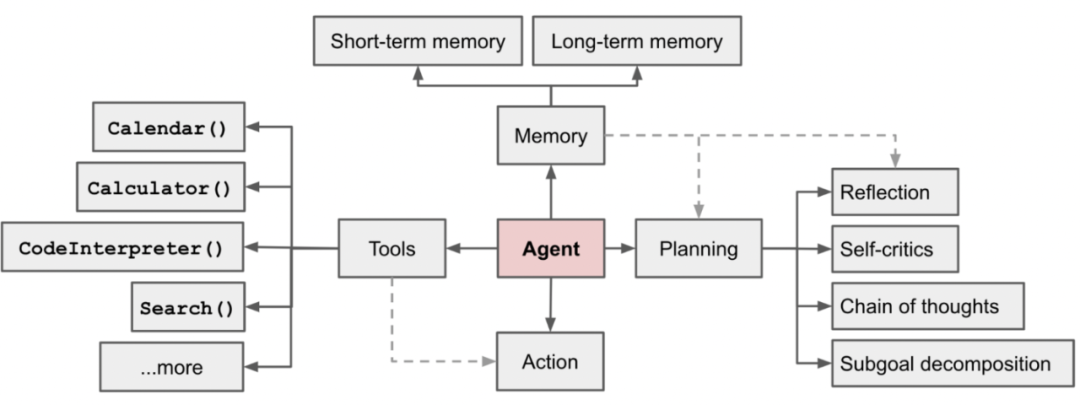 Short-term memory
Long-term memory
Calendar()
Memory
Calculator()
Reflection
CodeInterpreter()
Tools
Agent
Planning
Self-critics
Search()
Chain of thoughts
...more
Action
Subgoal decomposition